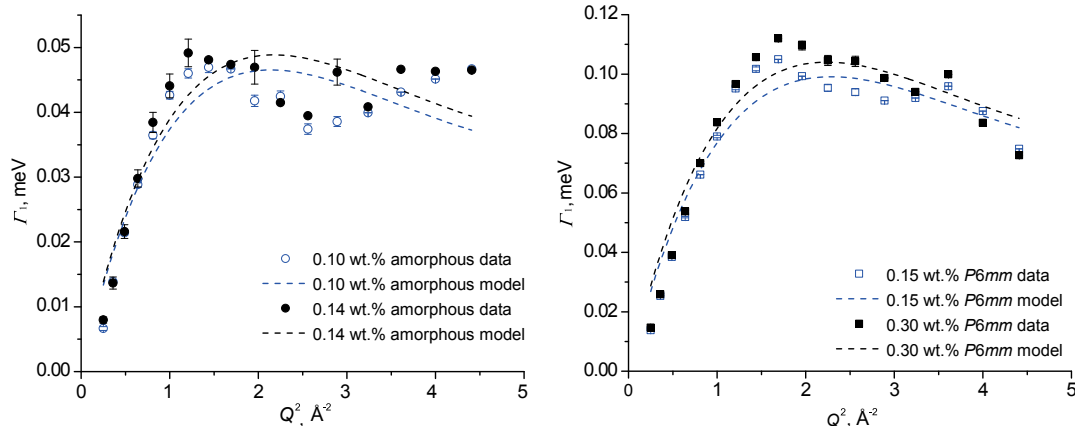 0.05
0.04
0.03
0.02
0.01
0.00
Γ₁, meV
0 1 2 3 4 5
Q², Å⁻²
0.10 wt.% amorphous data
0.10 wt.% amorphous model
0.14 wt.% amorphous data
0.14 wt.% amorphous model
0.12
0.10
0.08
0.06
0.04
0.02
0.00
Γ₁, meV
0 1 2 3 4 5
Q², Å⁻²
0.15 wt.% P6mm data
0.15 wt.% P6mm model
0.30 wt.% P6mm data
0.30 wt.% P6mm model